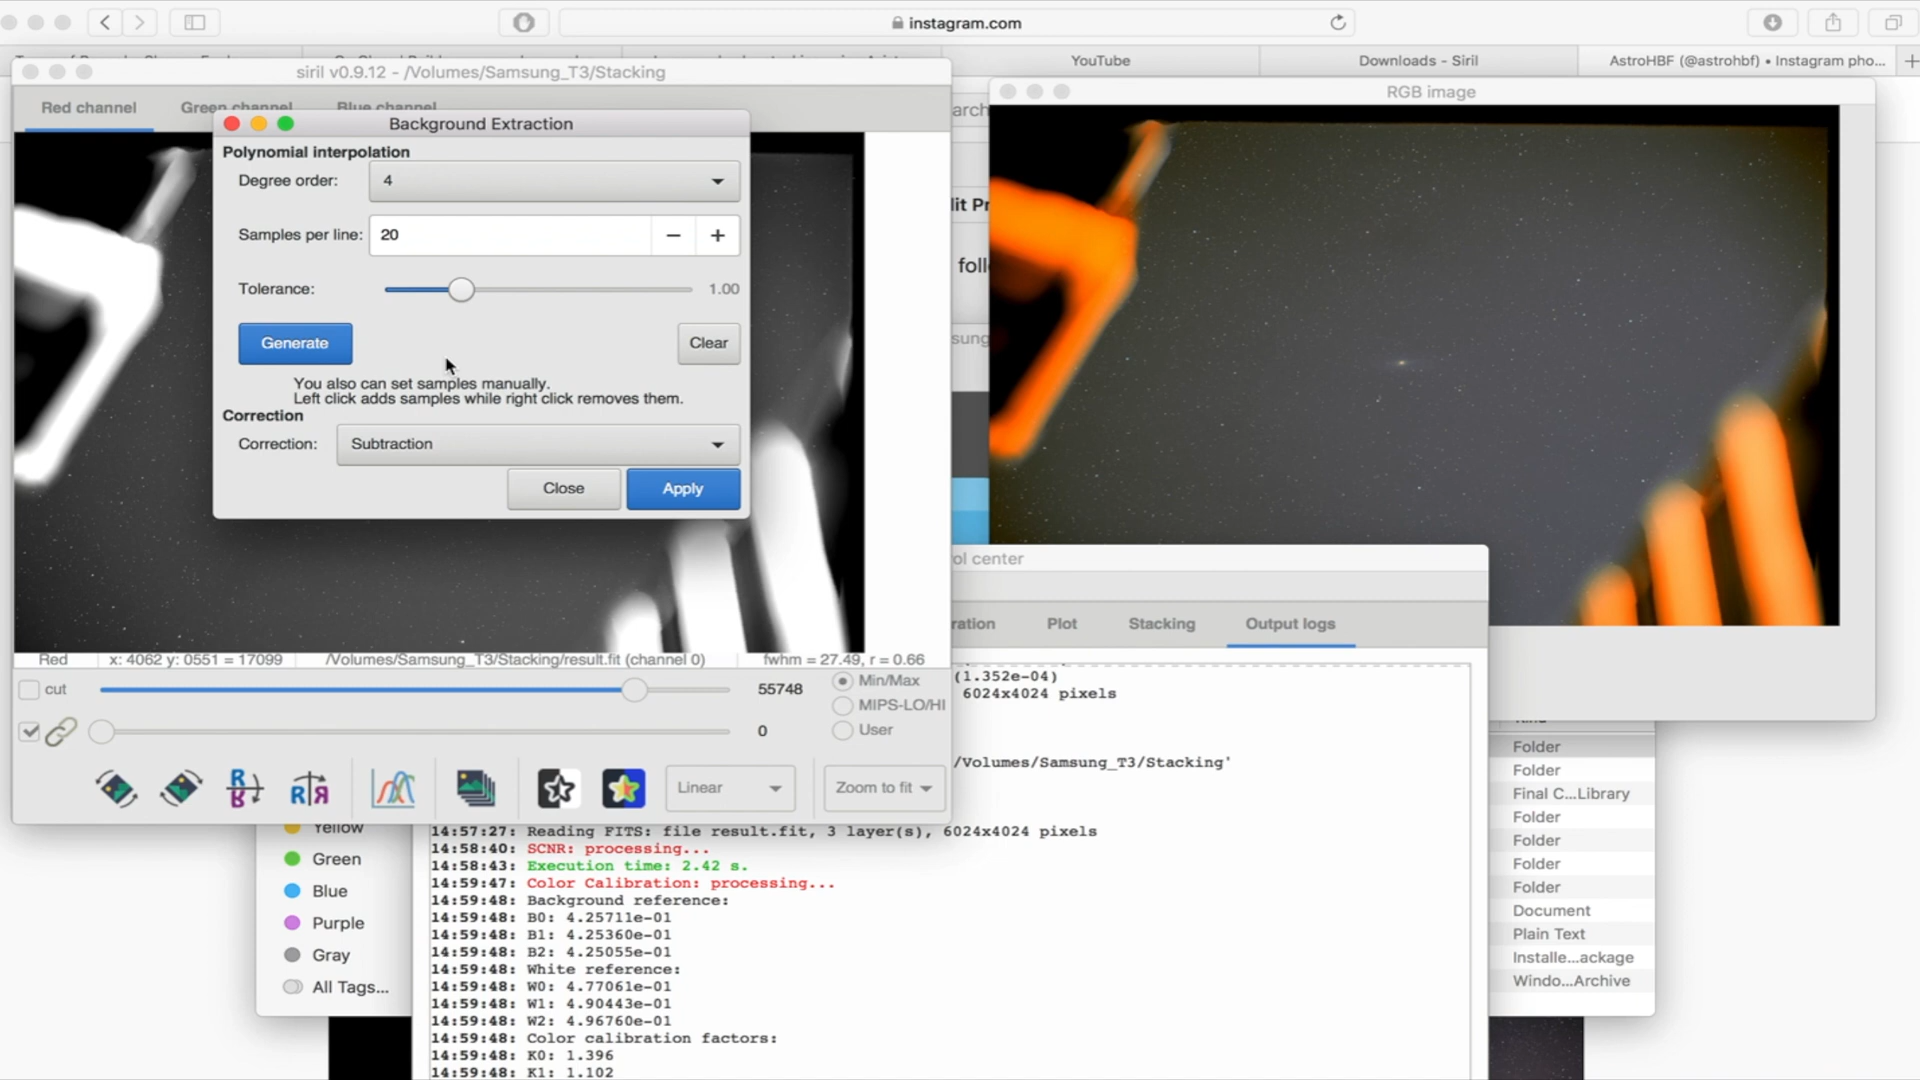 instagram.com
YouTube
Downloads - Siril
AstroHBF (@astrohbf) • Instagram pho...
siril v0.9.12 - /Volumes/Samsung_T3/Stacking
RGB image
Red channel
Green channel
Blue channel
Background Extraction
Polynomial interpolation
Degree order:
4
Samples per line:
20
Tolerance:
1.00
Generate
Clear
You also can set samples manually.
Left click adds samples while right click removes them.
Correction
Correction:
Subtraction
Close
Apply
Red
x: 4062 y: 0551 = 17099
/Volumes/Samsung_T3/Stacking/result.fit (channel 0)
fwhm = 27.49, r = 0.66
cut
55748
Min/Max
MIPS-LO/HI
0
User
Linear
Zoom to fit
arch
lit Pr
foll
sung
ol center
ration
Plot
Stacking
Output logs
(1.352e-04)
6024x4024 pixels
/Volumes/Samsung_T3/Stacking'
14:57:27: Reading FITS: file result.fit, 3 layer(s), 6024x4024 pixels
14:58:40: SCNR: processing...
14:58:43: Execution time: 2.42 s.
14:59:47: Color Calibration: processing...
14:59:48: Background reference:
14:59:48: B0: 4.25711e-01
14:59:48: B1: 4.25360e-01
14:59:48: B2: 4.25055e-01
14:59:48: White reference:
14:59:48: W0: 4.77061e-01
14:59:48: W1: 4.90443e-01
14:59:48: W2: 4.96760e-01
14:59:48: Color calibration factors:
14:59:48: K0: 1.396
14:59:48: K1: 1.102
Yellow
Green
Blue
Purple
Gray
All Tags...
Kind
Folder
Folder
Final C...Library
Folder
Folder
Folder
Folder
Document
Plain Text
Installe...ackage
Windo...Archive